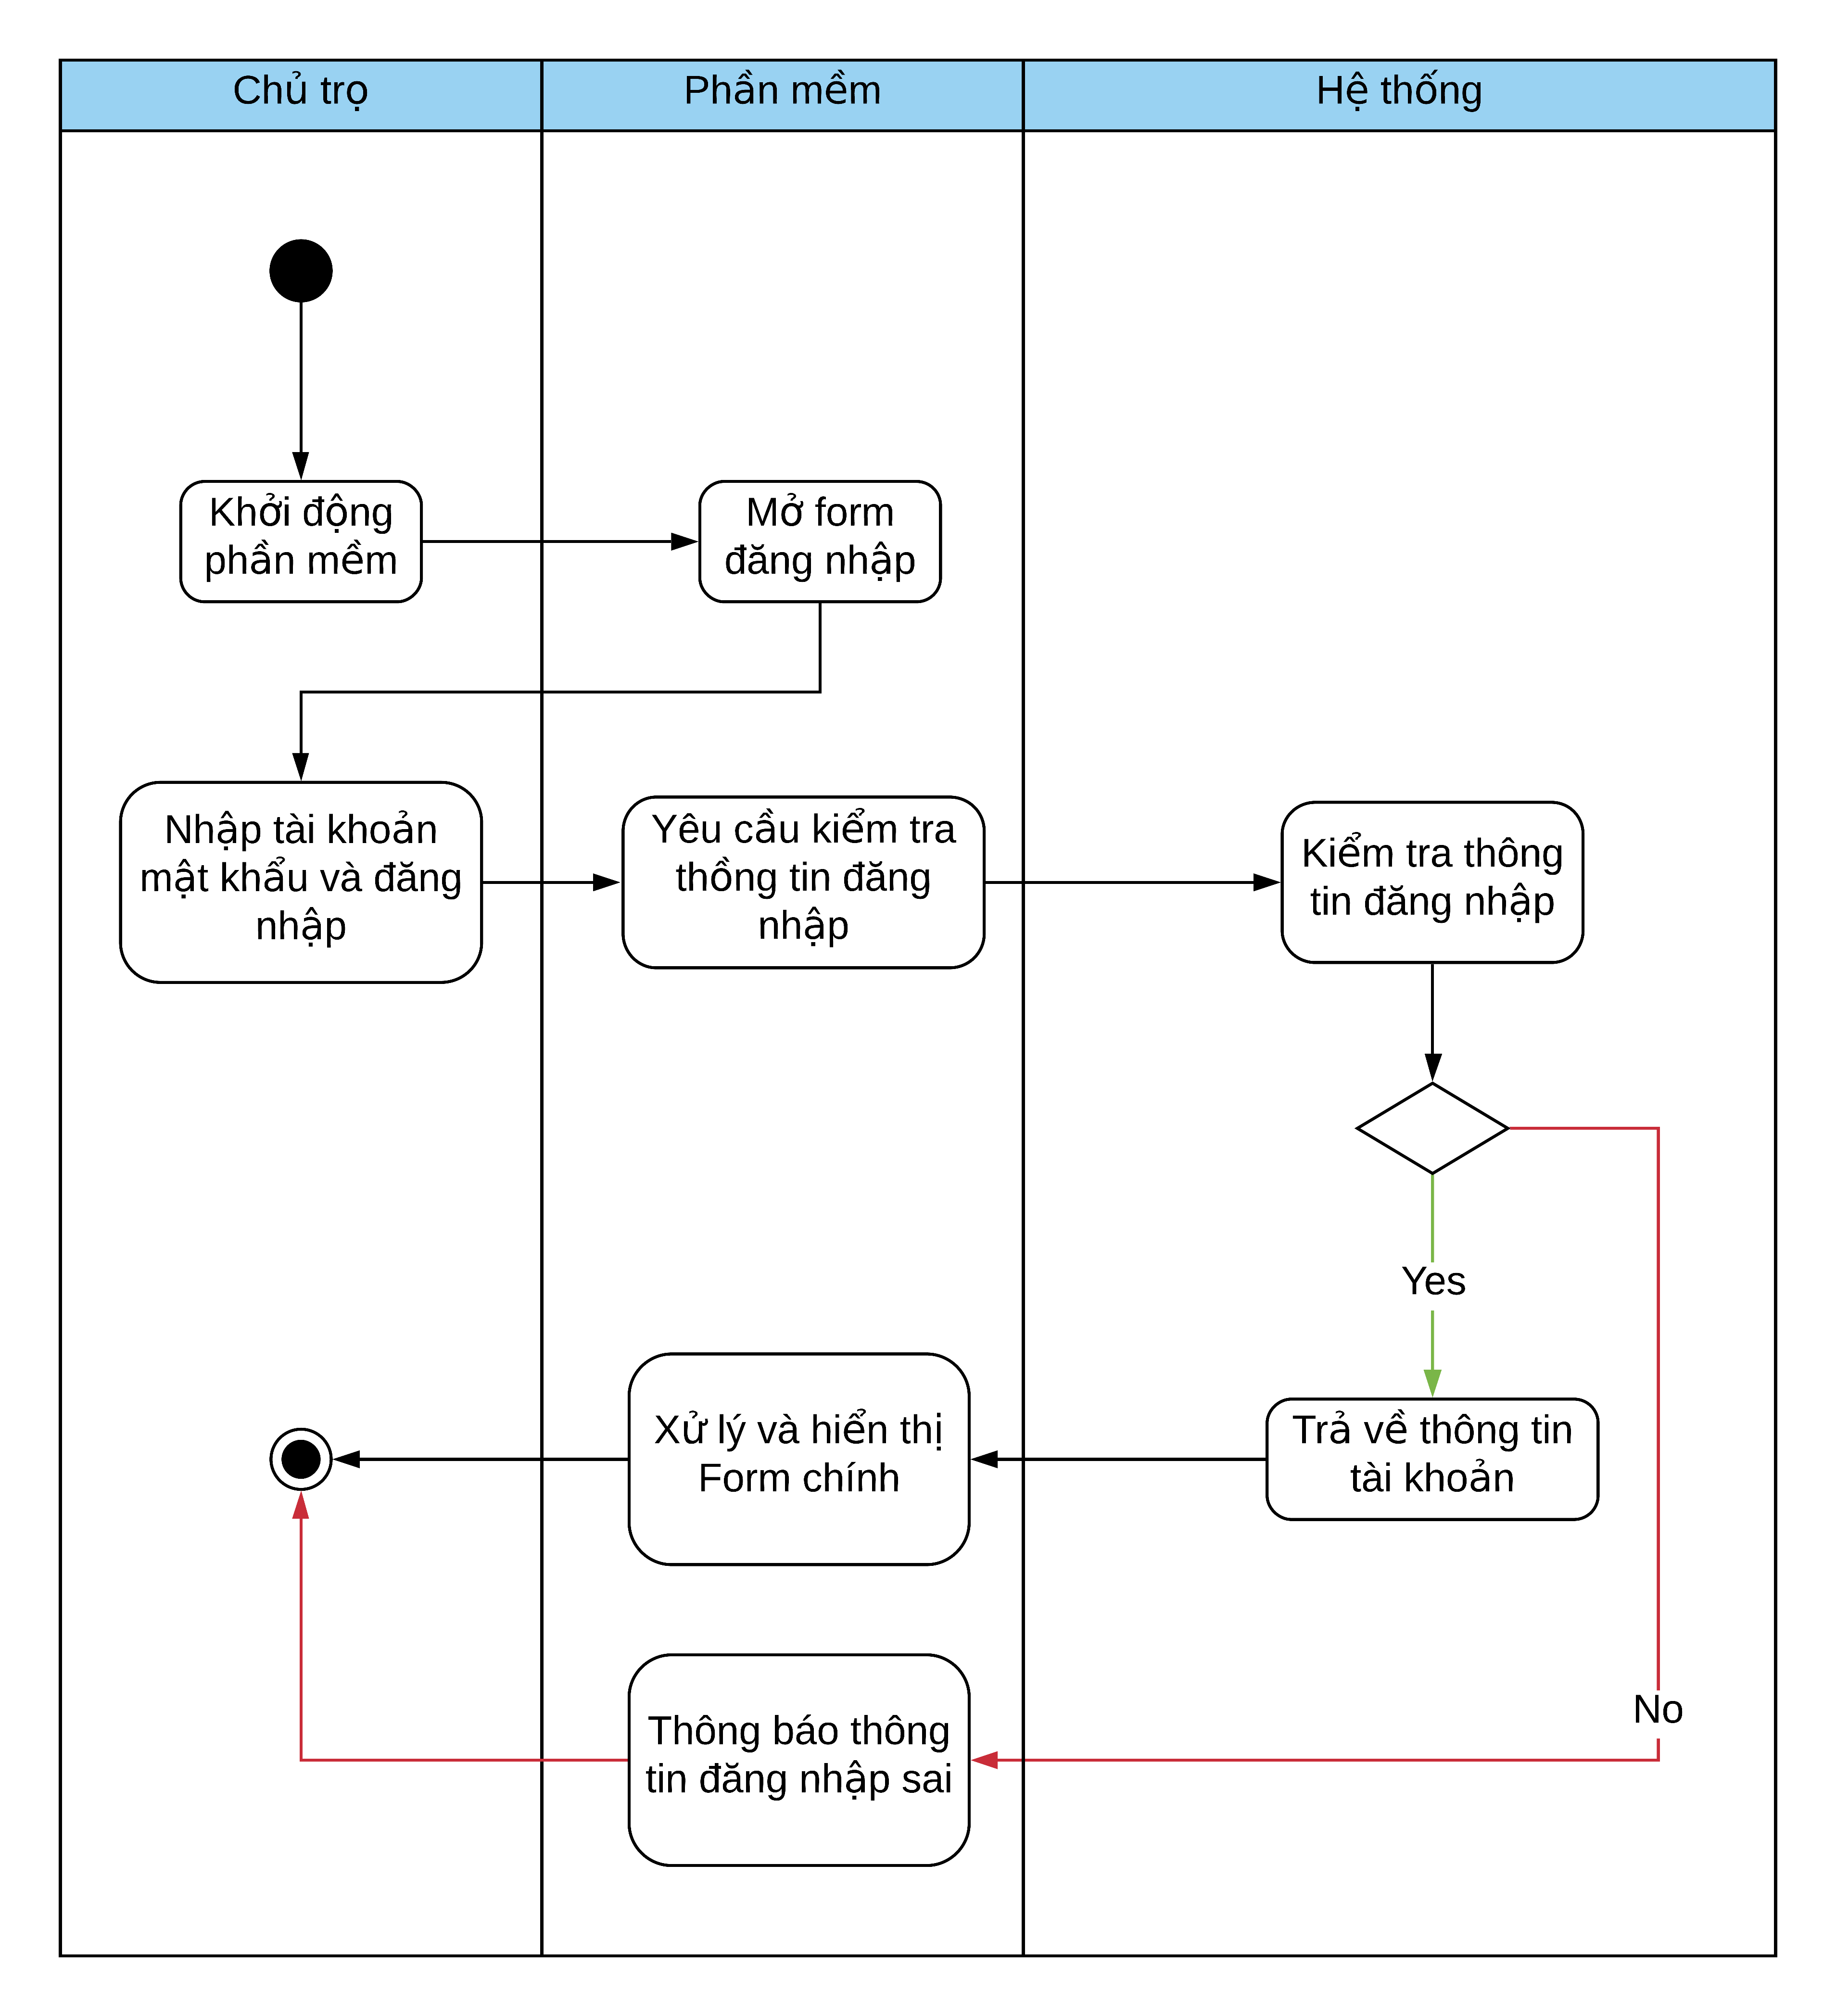 Chủ trọ
Phần mềm
Hệ thống
Khởi động
phần mềm
Mở form
đăng nhập
Nhập tài khoản
mật khẩu và đăng
nhập
Yêu cầu kiểm tra
thồng tin đăng
nhập
Kiểm tra thông
tin đăng nhập
Yes
Xử lý và hiển thị
Form chính
Trả về thông tin
tài khoản
No
Thông báo thông
tin đăng nhập sai